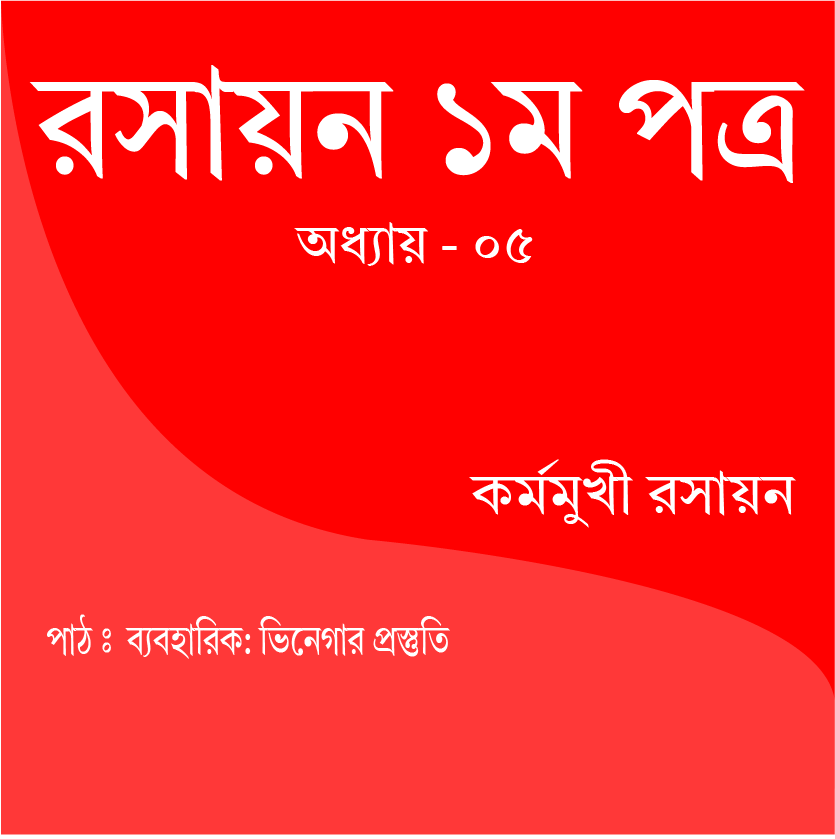 রসায়ন ১ম পত্র
অধ্যায় - ০৫
কর্মমুখী রসায়ন
পাঠ ঃ ব্যবহারিক: ভিনেগার প্রস্তুতি